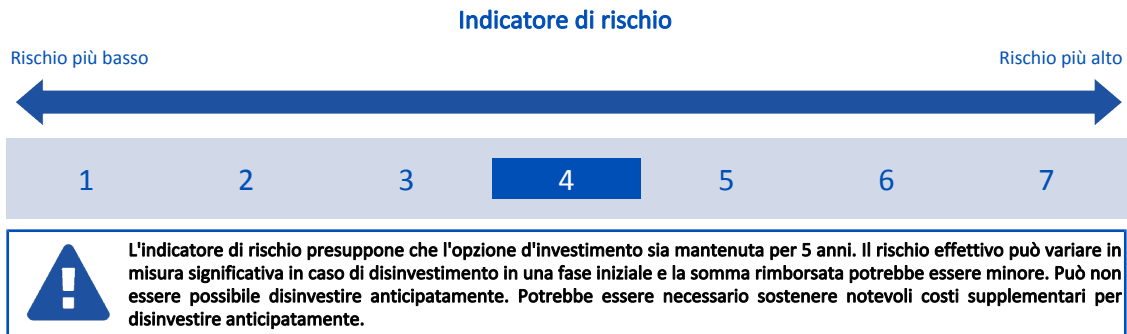 Indicatore di rischio
Rischio più basso
Rischio più alto
1 2 3 4 5 6 7
L'indicatore di rischio presuppone che l'opzione d'investimento sia mantenuta per 5 anni. Il rischio effettivo può variare in
misura significativa in caso di disinvestimento in una fase iniziale e la somma rimborsata potrebbe essere minore. Può non
essere possibile disinvestire anticipatamente. Potrebbe essere necessario sostenere notevoli costi supplementari per
disinvestire anticipatamente.